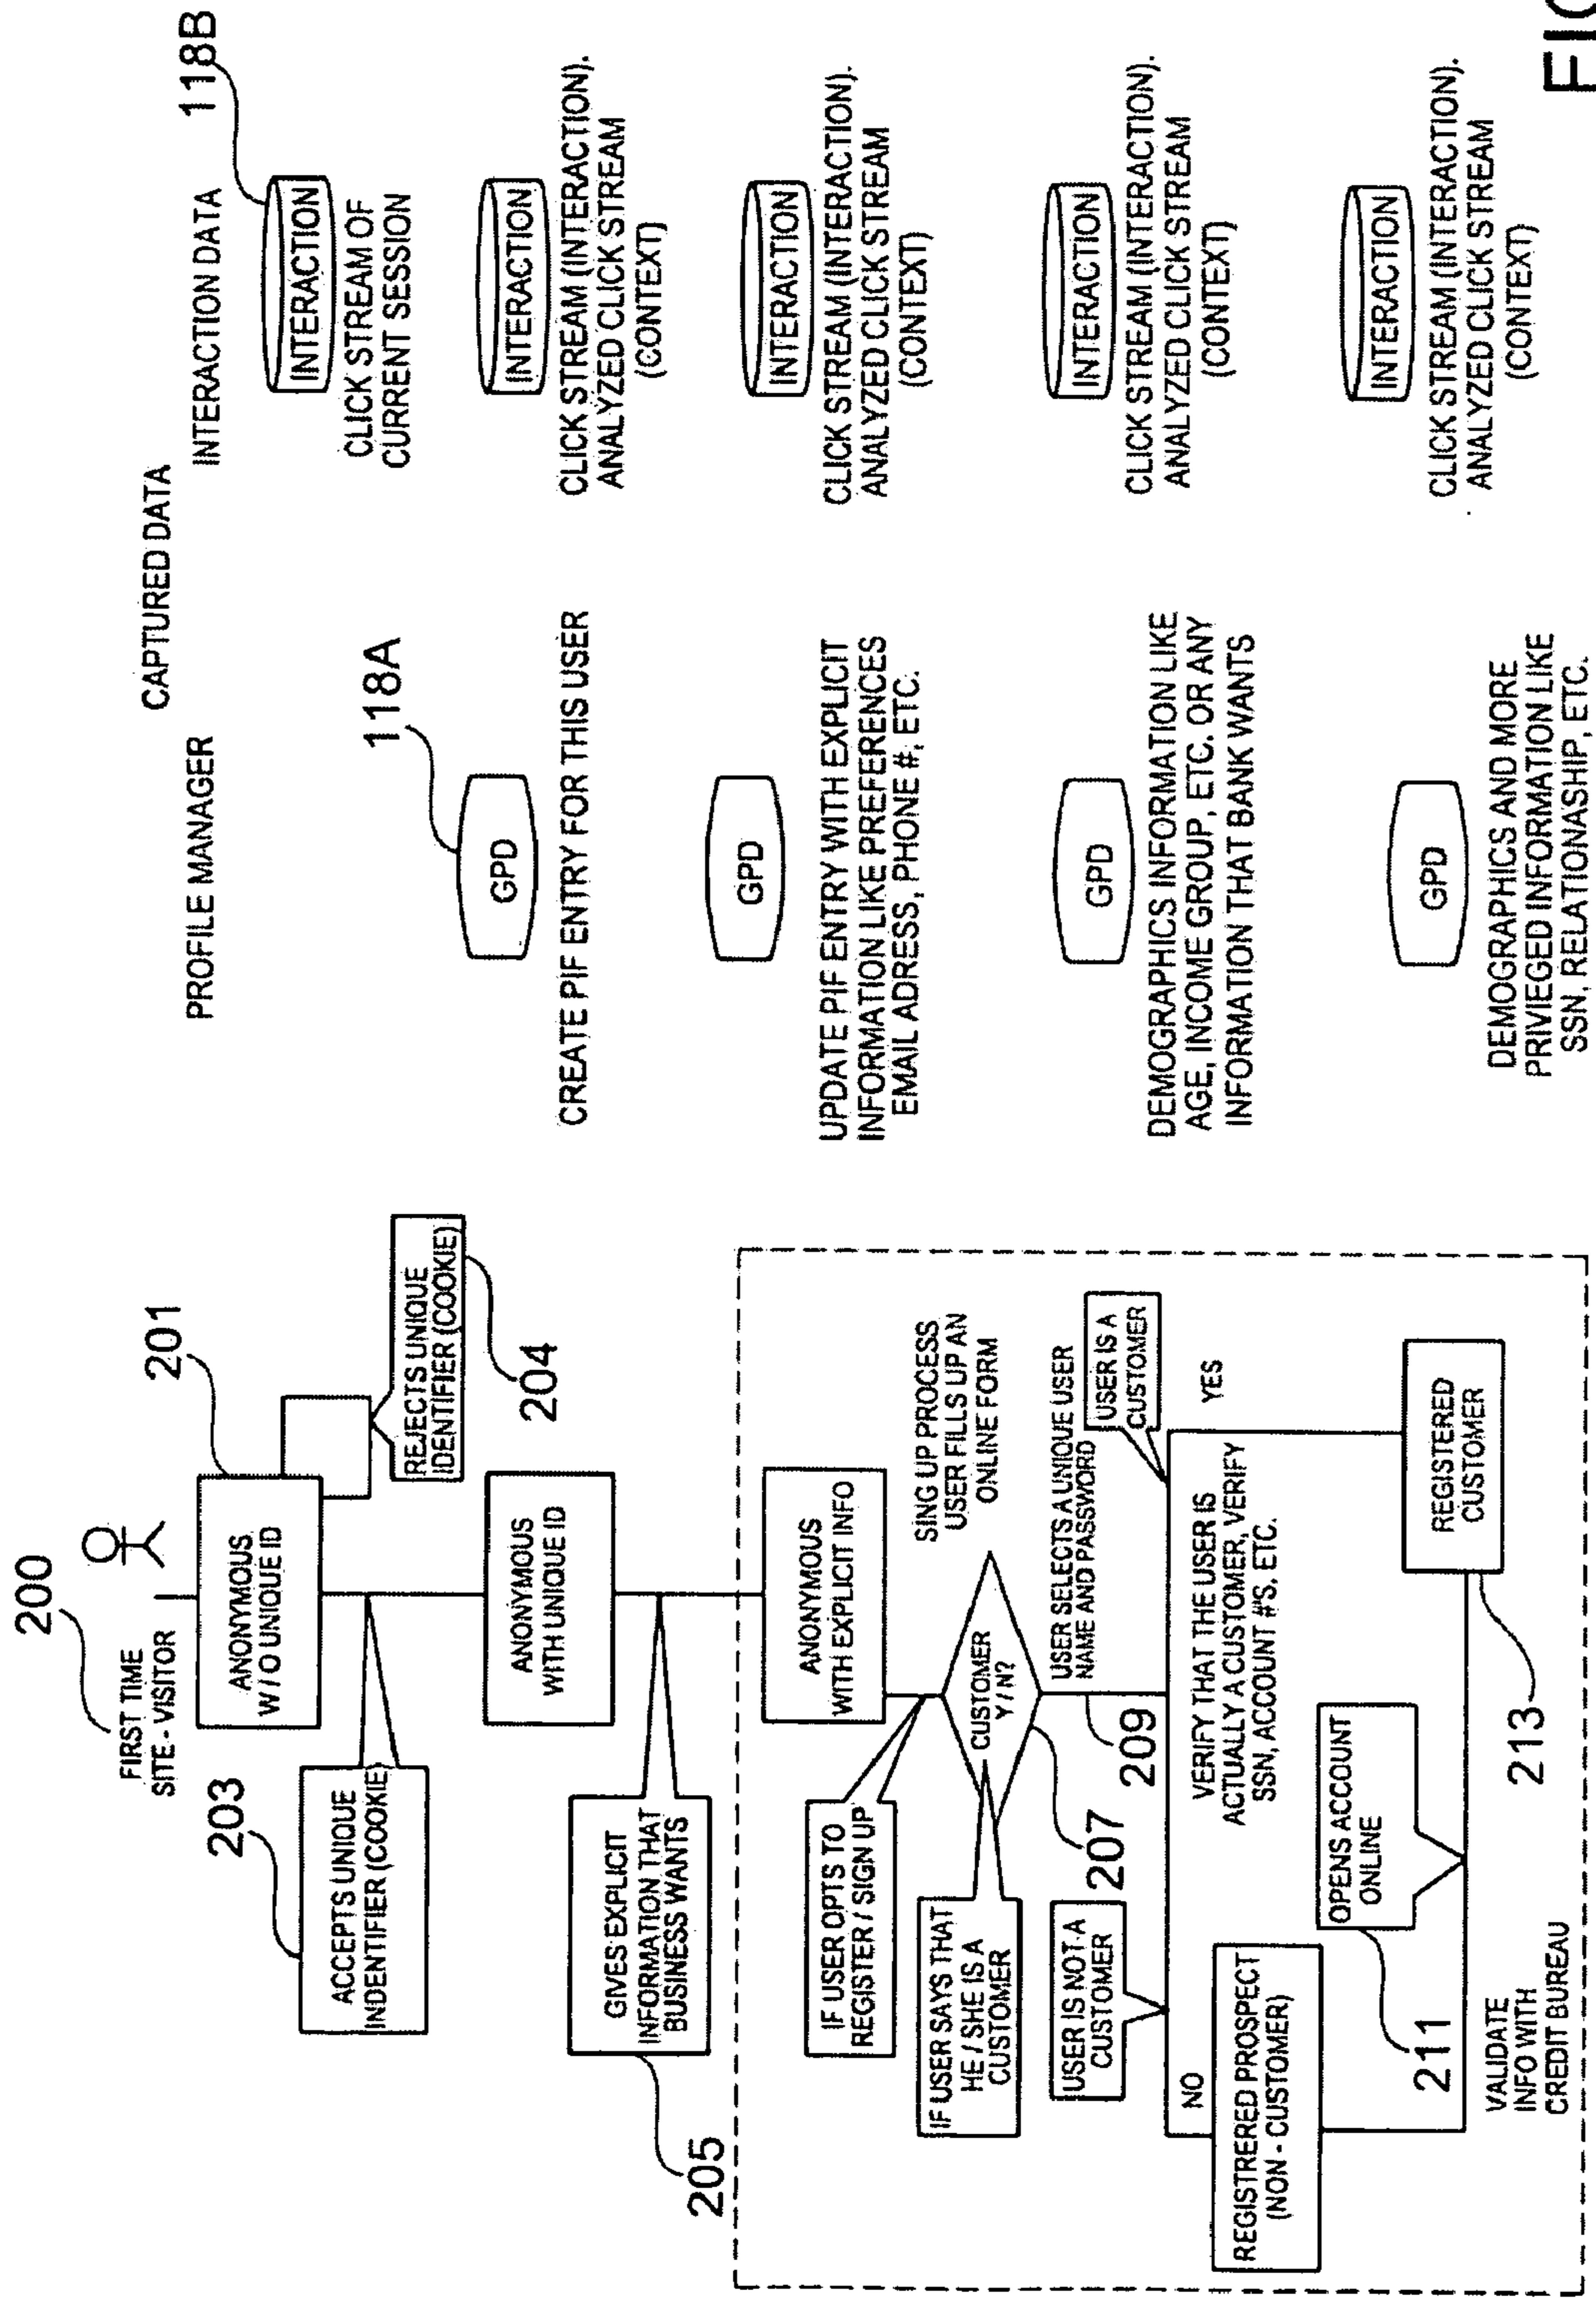 200
FIRST TIME
SITE - VISITOR
201
ANONYMOUS
W / O UNIQUE ID
203
ACCEPTS UNIQUE
INDENTIFIER (COOKIE)
REJECTS UNIQUE
IDENTIFIER (COOKIE)
204
ANONYMOUS
WITH UNIQUE ID
GIVES EXPLICIT
INFORMATION THAT
BUSINESS WANTS
205
ANONYMOUS
WITH EXPLICIT INFO
IF USER OPTS TO
REGISTER / SIGN UP
SING UP PROCESS
USER FILLS UP AN
ONLINE FORM
CUSTOMER
Y / N?
IF USER SAYS THAT
HE / SHE IS A
CUSTOMER
207
209
USER SELECTS A UNIQUE USER
NAME AND PASSWORD
USER IS NOT A
CUSTOMER
USER IS A
CUSTOMER
NO
YES
VERIFY THAT THE USER IS
ACTUALLY A CUSTOMER, VERIFY
SSN, ACCOUNT #'S, ETC.
REGISTRERED PROSPECT
(NON - CUSTOMER)
OPENS ACCOUNT
ONLINE
211
REGISTERED
CUSTOMER
213
VALIDATE
INFO WITH
CREDIT BUREAU
CAPTURED DATA
PROFILE MANAGER
INTERACTION DATA
118A
118B
INTERACTION
CLICK STREAM OF
CURRENT SESSION
GPD
CREATE PIF ENTRY FOR THIS USER
INTERACTION
CLICK STREAM (INTERACTION).
ANALYZED CLICK STREAM
(CONTEXT)
GPD
UPDATE PIF ENTRY WITH EXPLICIT
INFORMATION LIKE PREFERENCES
EMAIL ADRESS, PHONE #, ETC.
INTERACTION
CLICK STREAM (INTERACTION).
ANALYZED CLICK STREAM
(CONTEXT)
GPD
DEMOGRAPHICS INFORMATION LIKE
AGE, INCOME GROUP, ETC. OR ANY
INFORMATION THAT BANK WANTS
INTERACTION
CLICK STREAM (INTERACTION).
ANALYZED CLICK STREAM
(CONTEXT)
GPD
DEMOGRAPHICS AND MORE
PRIVIEGED INFORMATION LIKE
SSN, RELATIONASHIP, ETC.
INTERACTION
CLICK STREAM (INTERACTION).
ANALYZED CLICK STREAM
(CONTEXT)